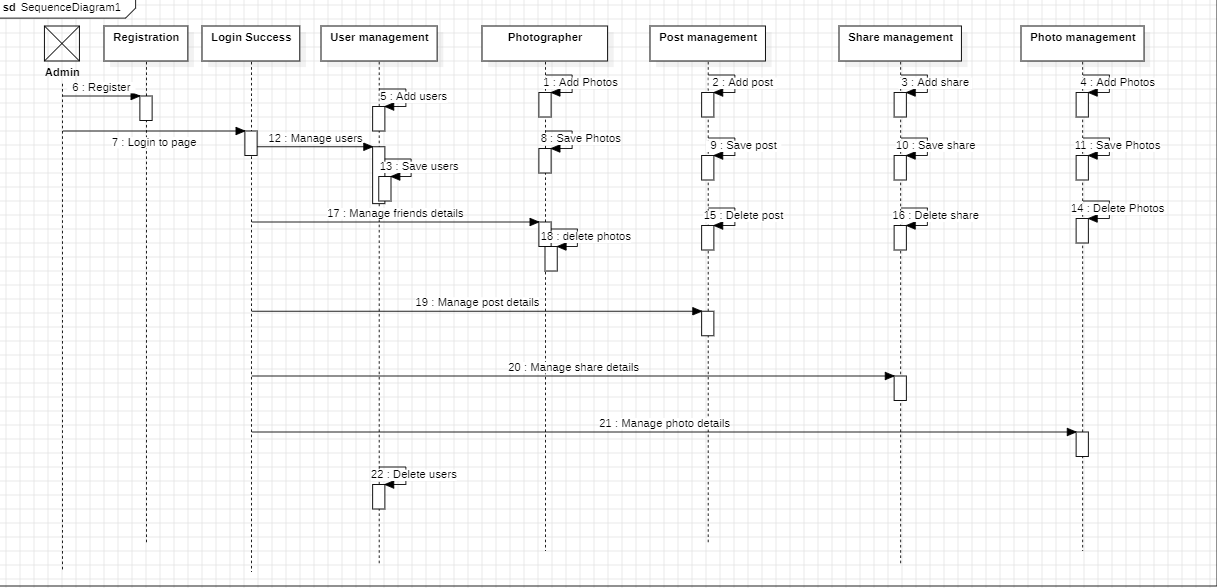 sd SequenceDiagram1
Registration
Login Success
User management
Photographer
Post management
Share management
Photo management
Admin
1 : Add Photos
2 : Add post
3 : Add share
4 : Add Photos
6 : Register
5 : Add users
7 : Login to page
12 : Manage users
8 : Save Photos
9 : Save post
10 : Save share
11 : Save Photos
13 : Save users
17 : Manage friends details
15 : Delete post
16 : Delete share
14 : Delete Photos
18 : delete photos
19 : Manage post details
20 : Manage share details
21 : Manage photo details
22 : Delete users